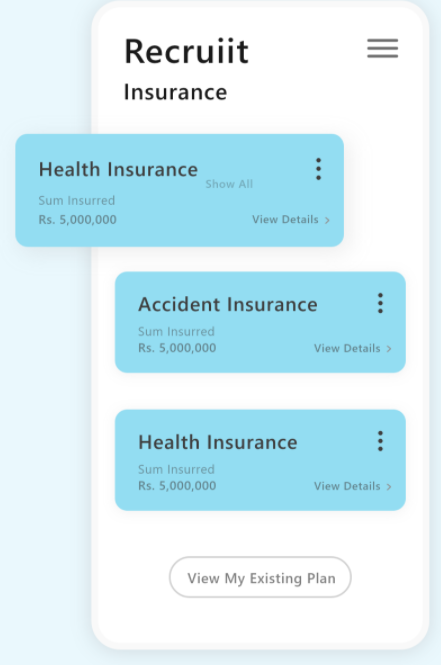 Recruiit
Insurance
Health Insurance
Show All
Sum Insurred
Rs. 5,000,000
View Details >
Accident Insurance
Sum Insurred
Rs. 5,000,000
View Details >
Health Insurance
Sum Insurred
Rs. 5,000,000
View Details >
View My Existing Plan